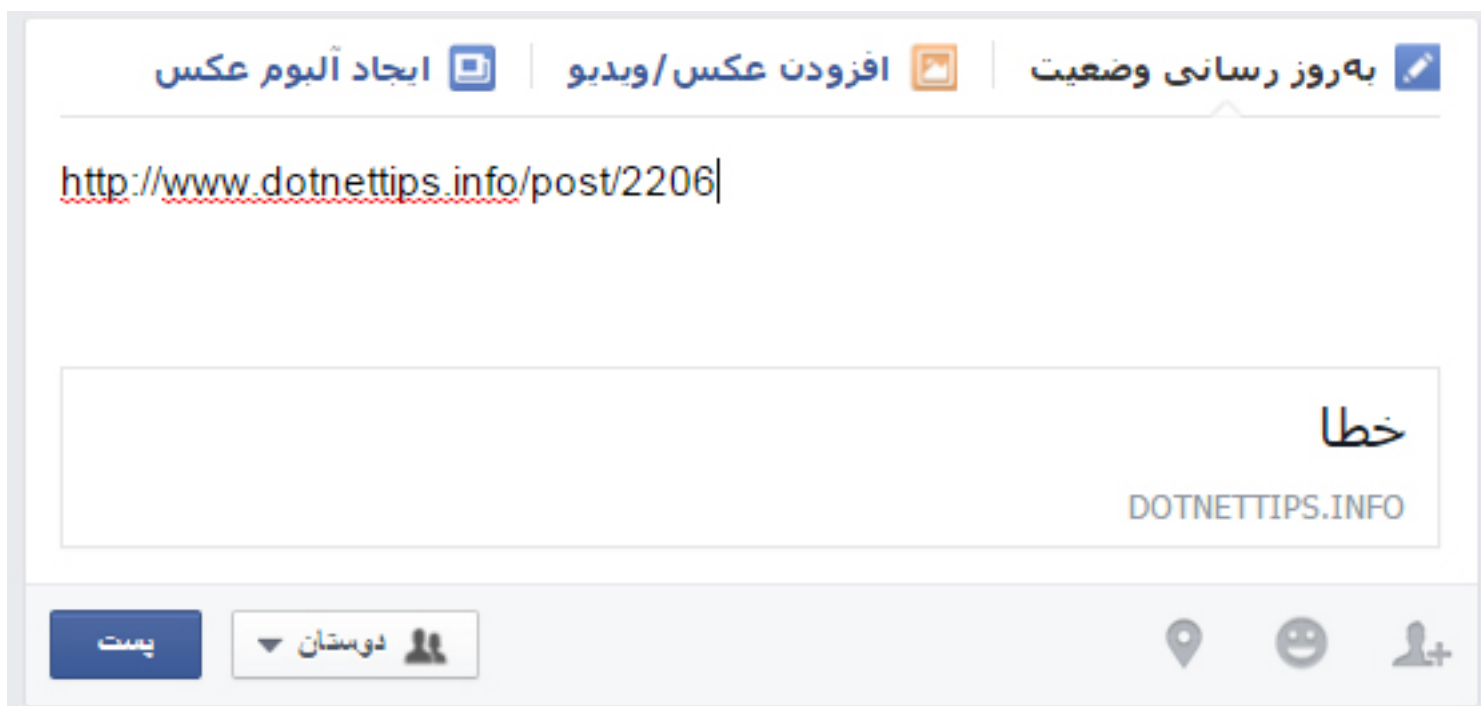 به‌روز رسانی وضعیت افزودن عکس/ویدیو ایجاد آلبوم عکس
http://www.dotnettips.info/post/2206
خطا
DOTNETTIPS.INFO
دوستان پست